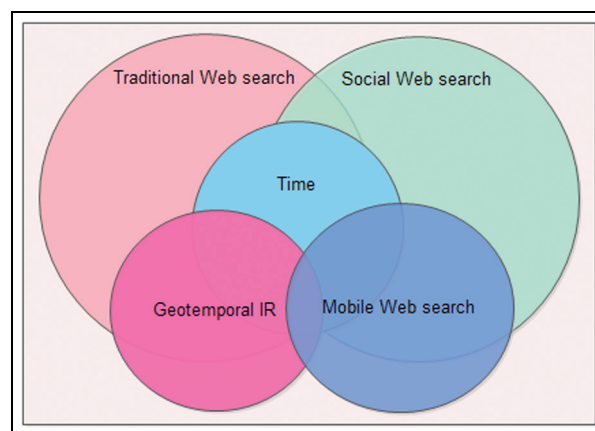 Traditional Web search
Social Web search
Time
Geotemporal IR
Mobile Web search